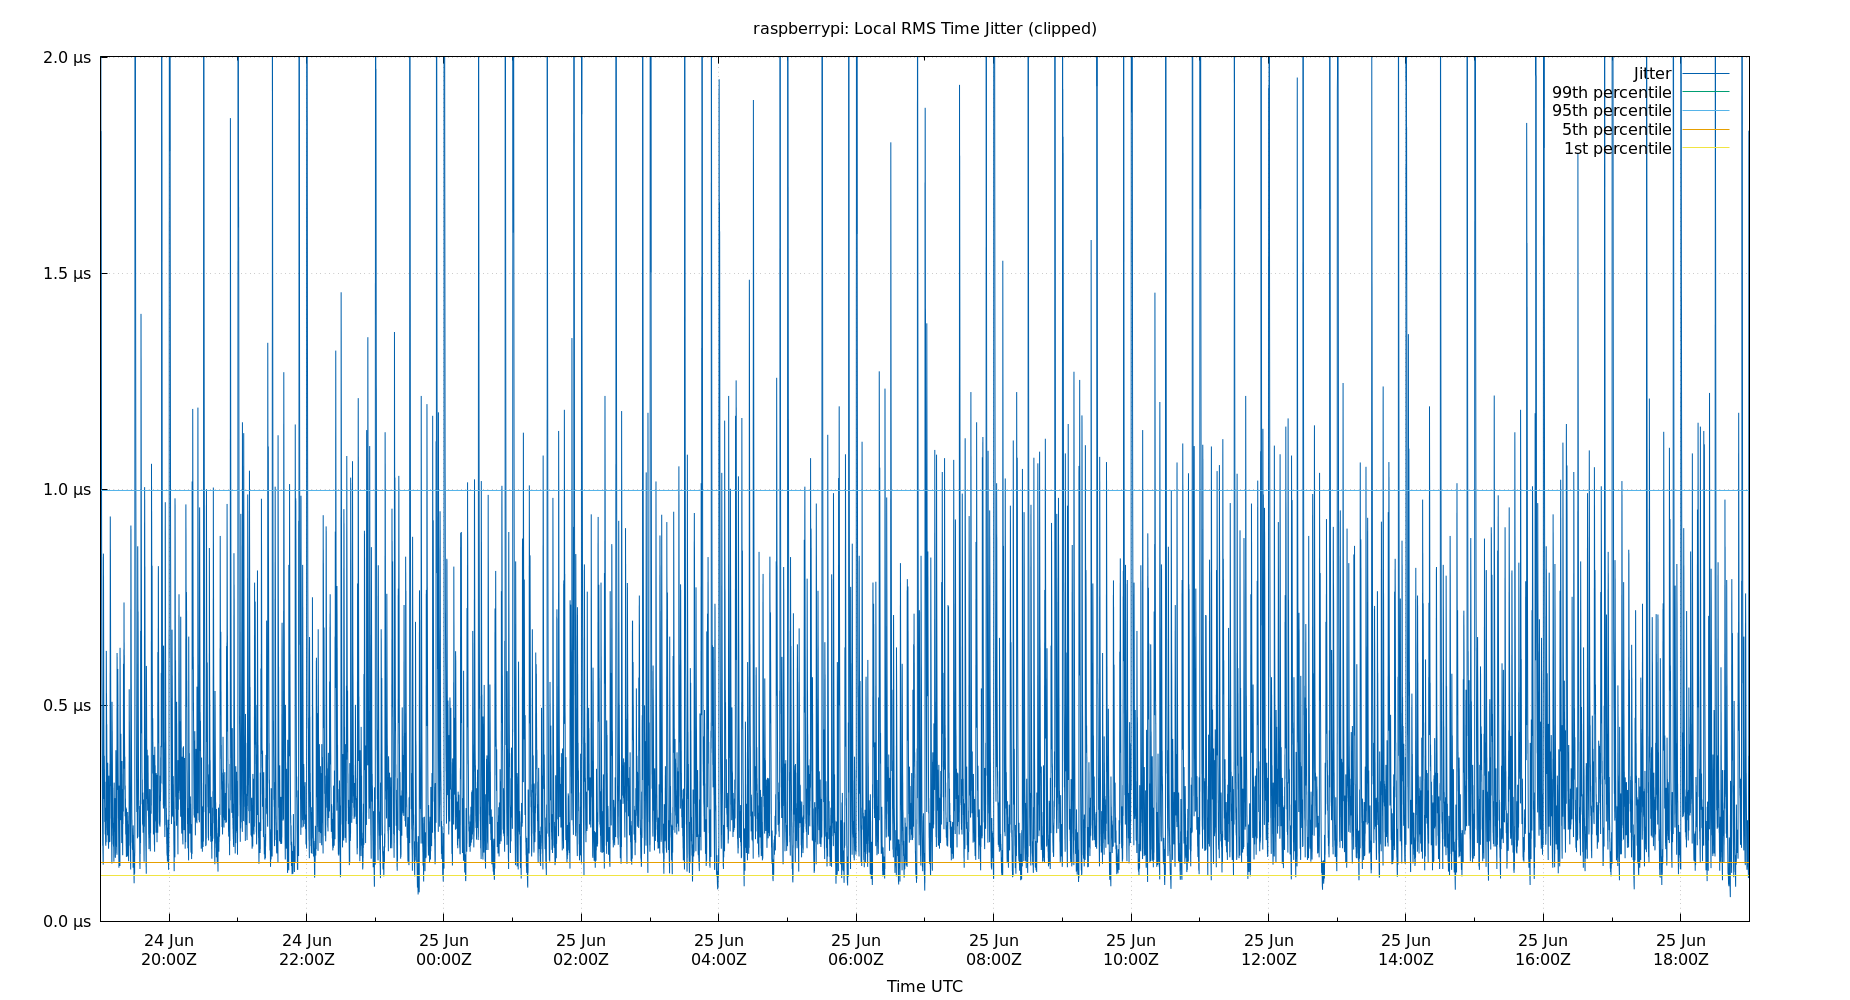 raspberrypi: Local RMS Time Jitter (clipped)
2.0 µs
1.5 µs
1.0 µs
0.5 µs
0.0 µs
Jitter
99th percentile
95th percentile
5th percentile
1st percentile
24 Jun
20:00Z
24 Jun
22:00Z
25 Jun
00:00Z
25 Jun
02:00Z
25 Jun
04:00Z
25 Jun
06:00Z
25 Jun
08:00Z
25 Jun
10:00Z
25 Jun
12:00Z
25 Jun
14:00Z
25 Jun
16:00Z
25 Jun
18:00Z
Time UTC